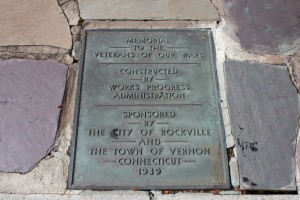 MEMORIAL
TO THE
VETERANS OF OUR WARS
CONSTRUCTED
BY
WORKS PROGRESS
ADMINISTRATION
SPONSORED
BY
THE CITY OF ROCKVILLE
AND
THE TOWN OF VERNON
CONNECTICUT
1939